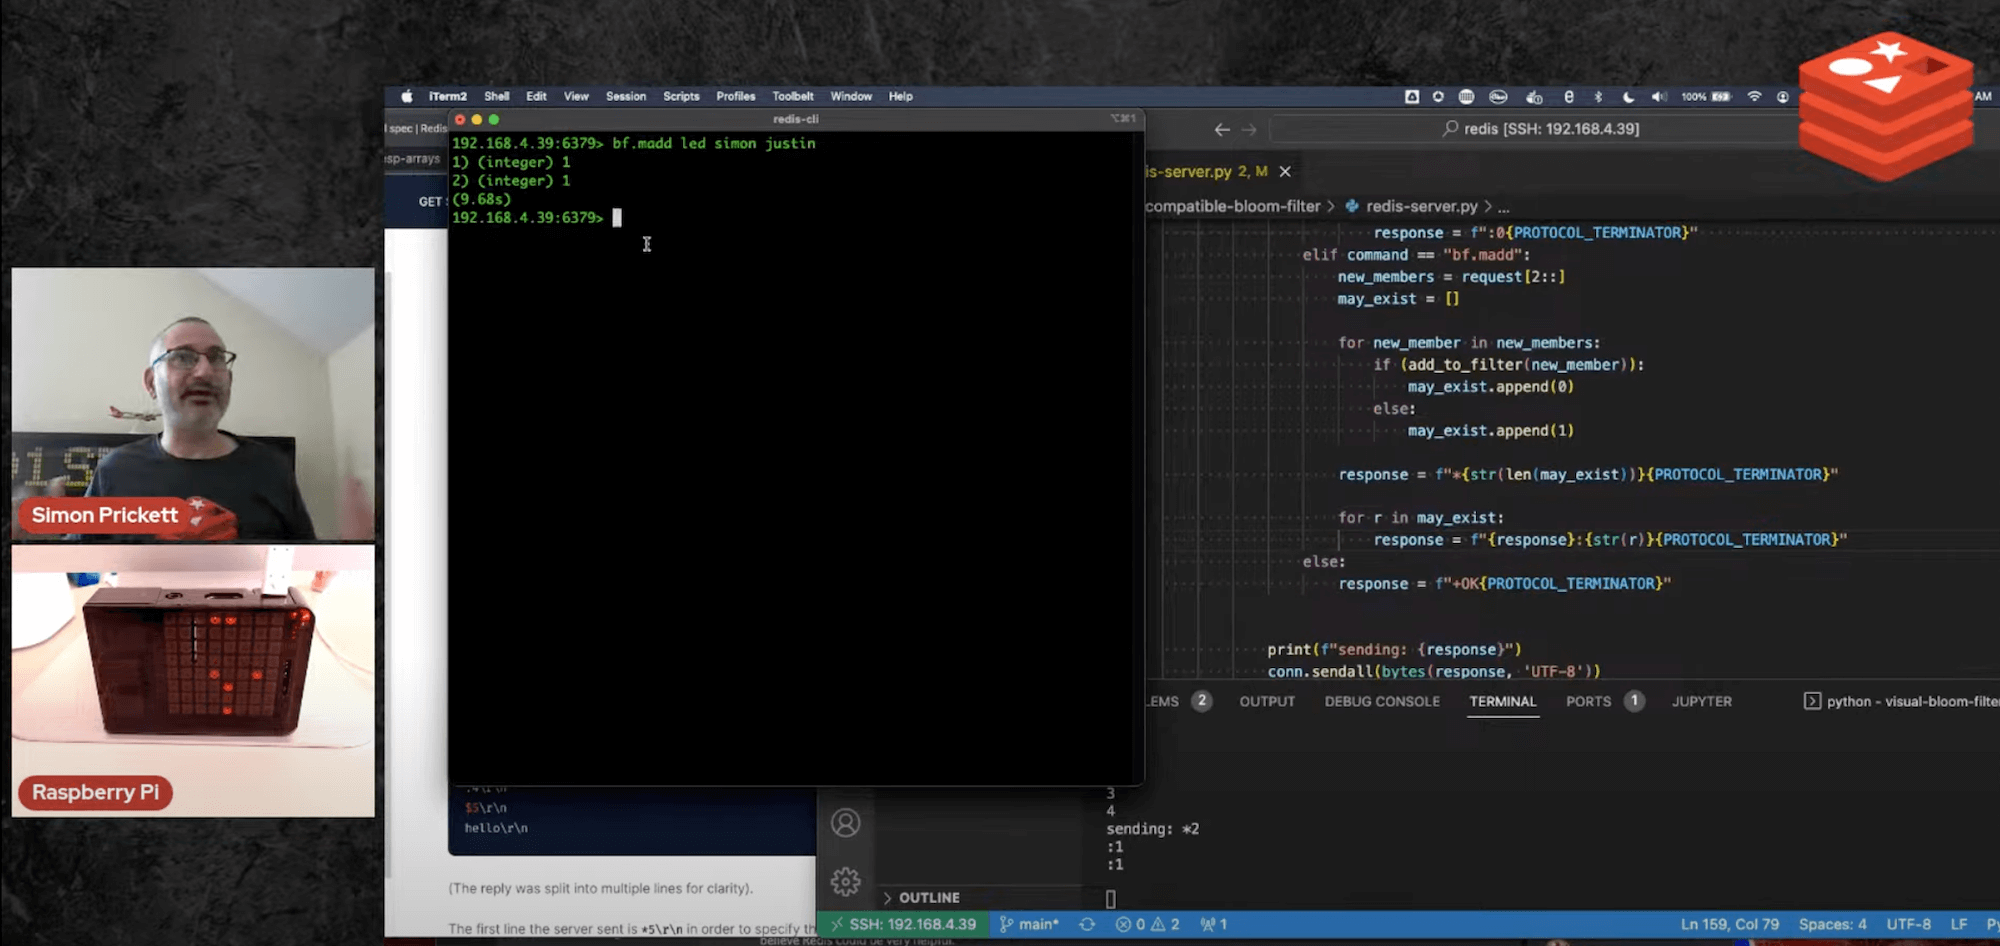 iTerm2 Shell Edit View Session Scripts Profiles Toolbelt Window Help
100%
AM
spec | Redis
sp-arrays
GET
redis-cli
⌥⌘1
192.168.4.39:6379> bf.madd led simon justin
1) (integer) 1
2) (integer) 1
(9.68s)
192.168.4.39:6379>
redis [SSH: 192.168.4.39]
is-server.py 2, M
compatible-bloom-filter > redis-server.py > ...
response = f":0{PROTOCOL_TERMINATOR}"
elif command == "bf.madd":
new_members = request[2::]
may_exist = []
for new_member in new_members:
if (add_to_filter(new_member)):
may_exist.append(0)
else:
may_exist.append(1)
response = f"*{str(len(may_exist))}{PROTOCOL_TERMINATOR}"
for r in may_exist:
response = f"{response}:{str(r)}{PROTOCOL_TERMINATOR}"
else:
response = f"+OK{PROTOCOL_TERMINATOR}"
print(f"sending: {response}")
conn.sendall(bytes(response, 'UTF-8'))
LEMS 2 OUTPUT DEBUG CONSOLE TERMINAL PORTS 1 JUPYTER
python - visual-bloom-filte
3
4
sending: *2
:1
:1
Simon Prickett
Raspberry Pi
$5\r\n
hello\r\n
(The reply was split into multiple lines for clarity).
The first line the server sent is *5\r\n in order to specify th
believe Redis could be very helpful.
OUTLINE
SSH: 192.168.4.39 main* 0 2 1
Ln 159, Col 79 Spaces: 4 UTF-8 LF Py